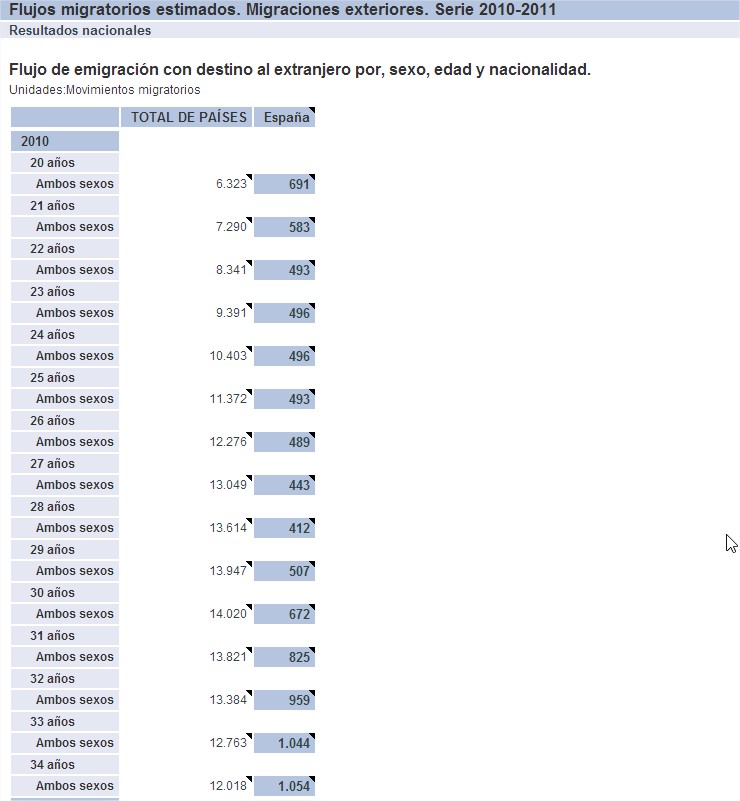 Flujos migratorios estimados. Migraciones exteriores. Serie 2010-2011
Resultados nacionales
Flujo de emigración con destino al extranjero por, sexo, edad y nacionalidad.
Unidades:Movimientos migratorios
TOTAL DE PAÍSES España
2010
20 años
Ambos sexos 6.323 691
21 años
Ambos sexos 7.290 583
22 años
Ambos sexos 8.341 493
23 años
Ambos sexos 9.391 496
24 años
Ambos sexos 10.403 496
25 años
Ambos sexos 11.372 493
26 años
Ambos sexos 12.276 489
27 años
Ambos sexos 13.049 443
28 años
Ambos sexos 13.614 412
29 años
Ambos sexos 13.947 507
30 años
Ambos sexos 14.020 672
31 años
Ambos sexos 13.821 825
32 años
Ambos sexos 13.384 959
33 años
Ambos sexos 12.763 1.044
34 años
Ambos sexos 12.018 1.054